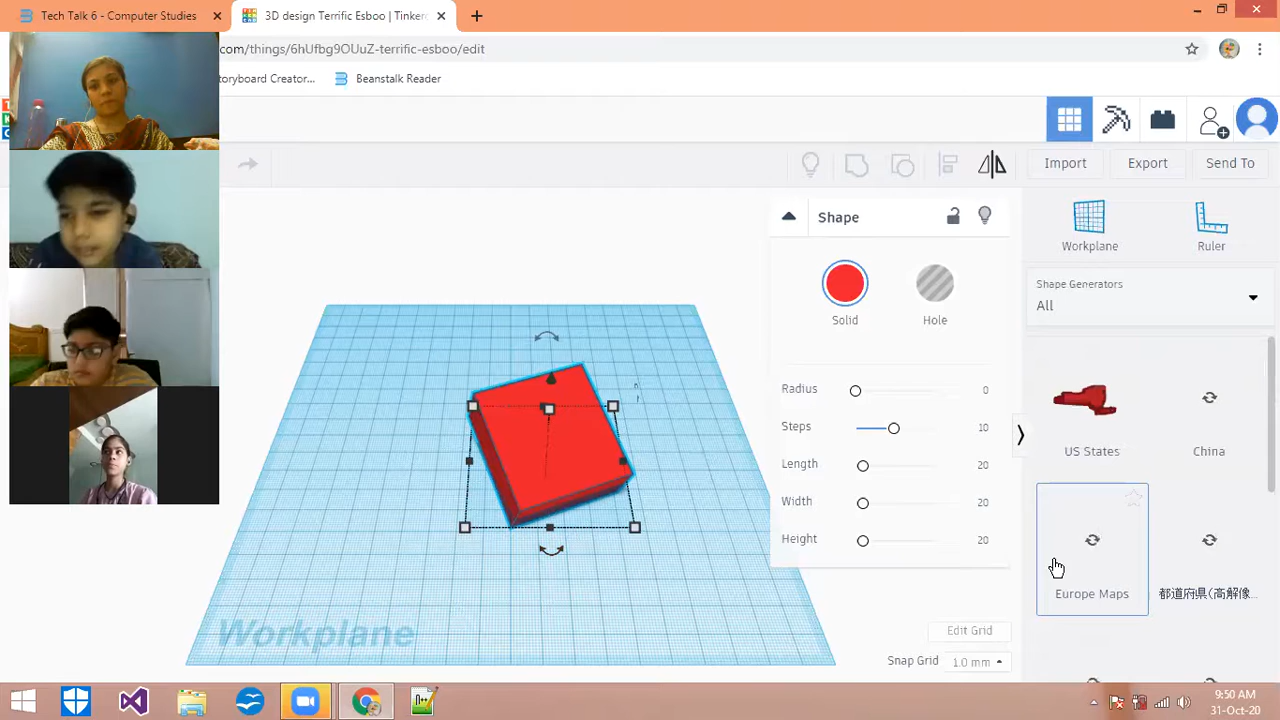 Tech Talk 6 - Computer Studies
3D design Terrific Esboo | Tinkerc
com/things/6hUfbg9OUuZ-terrific-esboo/edit
toryboard Creator...
Beanstalk Reader
Import
Export
Send To
Shape
Workplane
Ruler
Solid
Hole
Shape Generators
All
Radius
0
Steps
10
Length
20
Width
20
Height
20
US States
China
Europe Maps
都道府県(高解像...
Workplane
Edit Grid
Snap Grid
1.0 mm
9:50 AM
31-Oct-20